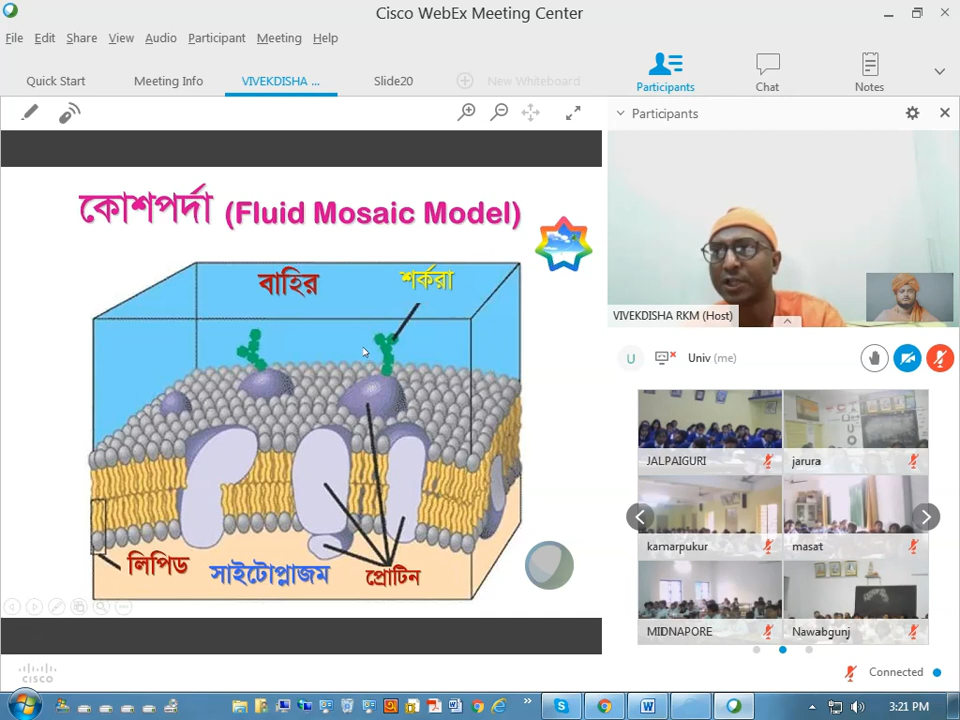 Cisco WebEx Meeting Center
File Edit Share View Audio Participant Meeting Help
Quick Start Meeting Info VIVEKDISHA ... Slide20 New Whiteboard
Participants Chat Notes
Participants
কোশপর্দা (Fluid Mosaic Model)
বাহির শর্করা
লিপিড সাইটোপ্লাজম প্রোটিন
VIVEKDISHA RKM (Host)
U Univ (me)
JALPAIGURI jarura
kamarpukur masat
MIDNAPORE Nawabgunj
CISCO
Connected
3:21 PM